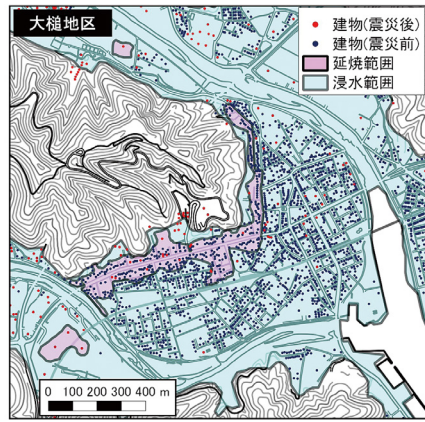 大槌地区
建物(震災後)
建物(震災前)
延焼範囲
浸水範囲
0 100 200 300 400 m